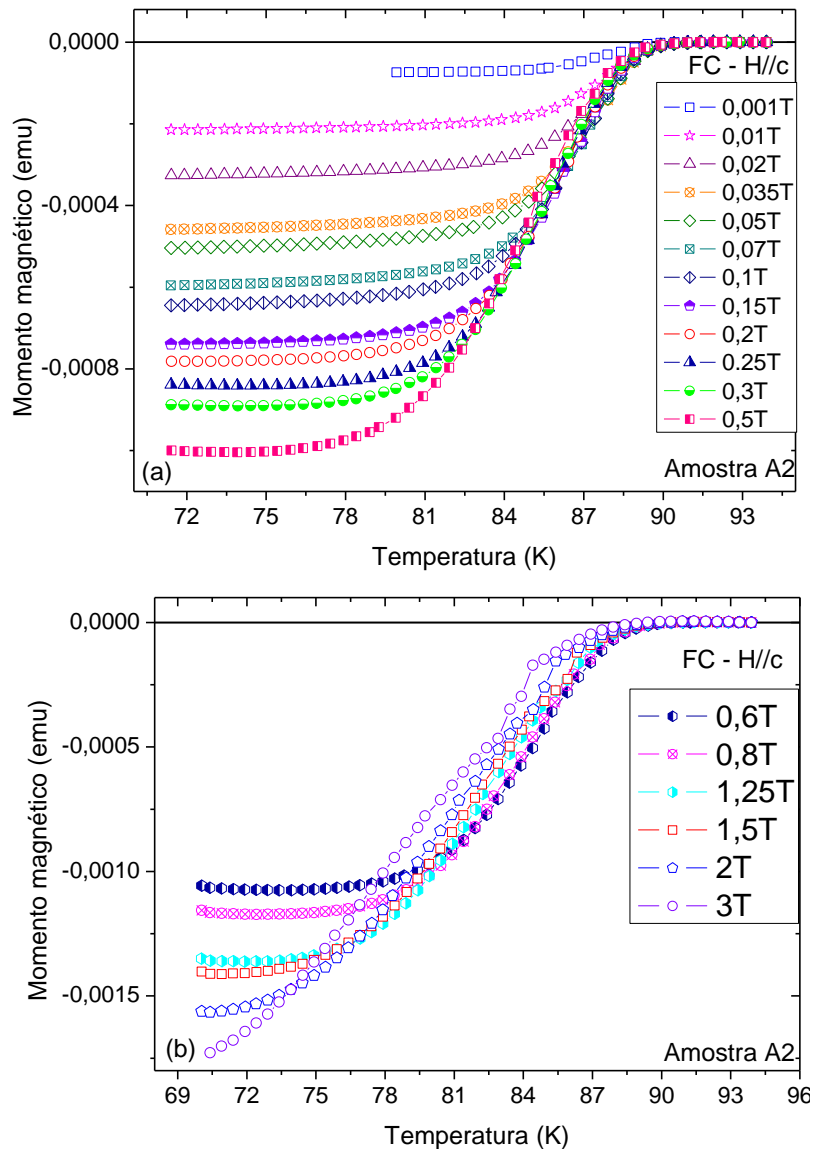 0,0000
-0,0004
-0,0008
Momento magnético (emu)
FC - H//c
0,001T
0,01T
0,02T
0,035T
0,05T
0,07T
0,1T
0,15T
0,2T
0,25T
0,3T
0,5T
(a)
Amostra A2
72 75 78 81 84 87 90 93
Temperatura (K)
0,0000
-0,0005
-0,0010
-0,0015
Momento magnético (emu)
FC - H//c
0,6T
0,8T
1,25T
1,5T
2T
3T
(b)
Amostra A2
69 72 75 78 81 84 87 90 93 96
Temperatura (K)